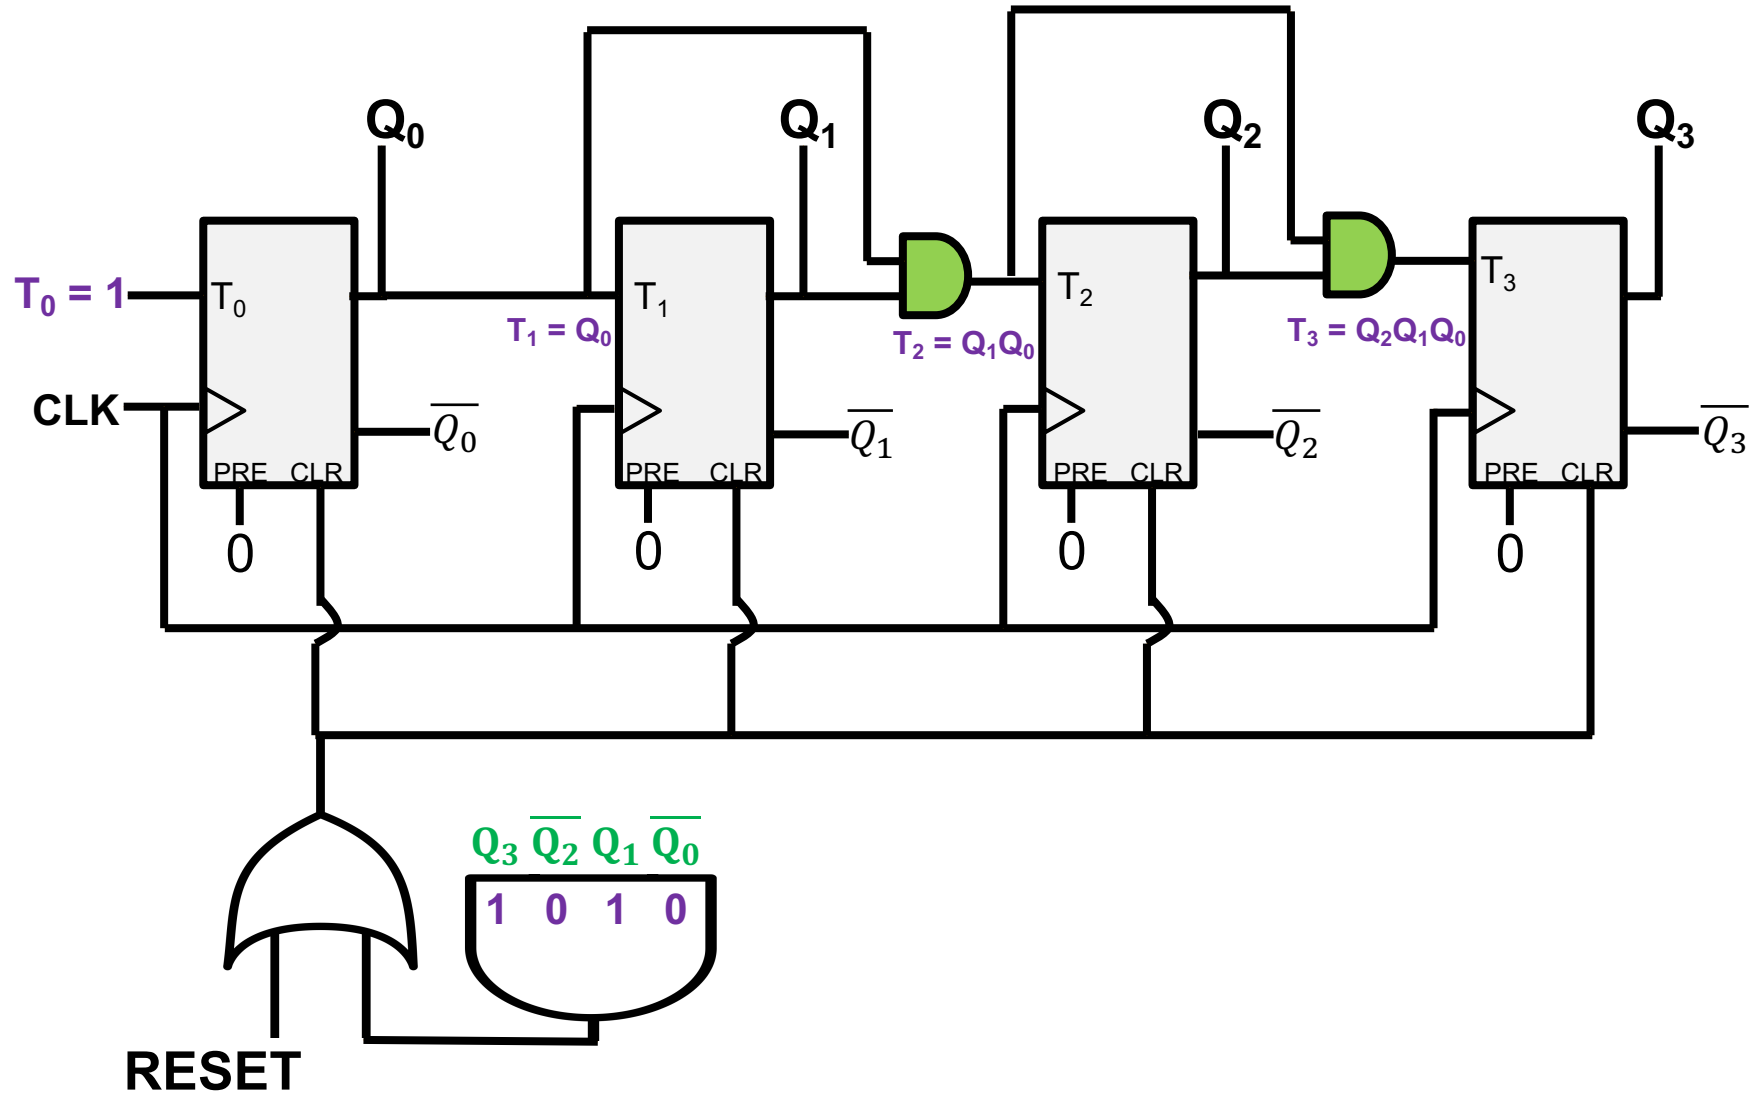 Q₀ Q₁ Q₂ Q₃
T₀ = 1 T₀ T₁ T₂ T₃
T₁ = Q₀ T₂ = Q₁Q₀ T₃ = Q₂Q₁Q₀
CLK Q̅₀ Q̅₁ Q̅₂ Q̅₃
PRE CLR PRE CLR PRE CLR PRE CLR
0 0 0 0
Q₃ Q̅₂ Q₁ Q̅₀
1 0 1 0
RESET